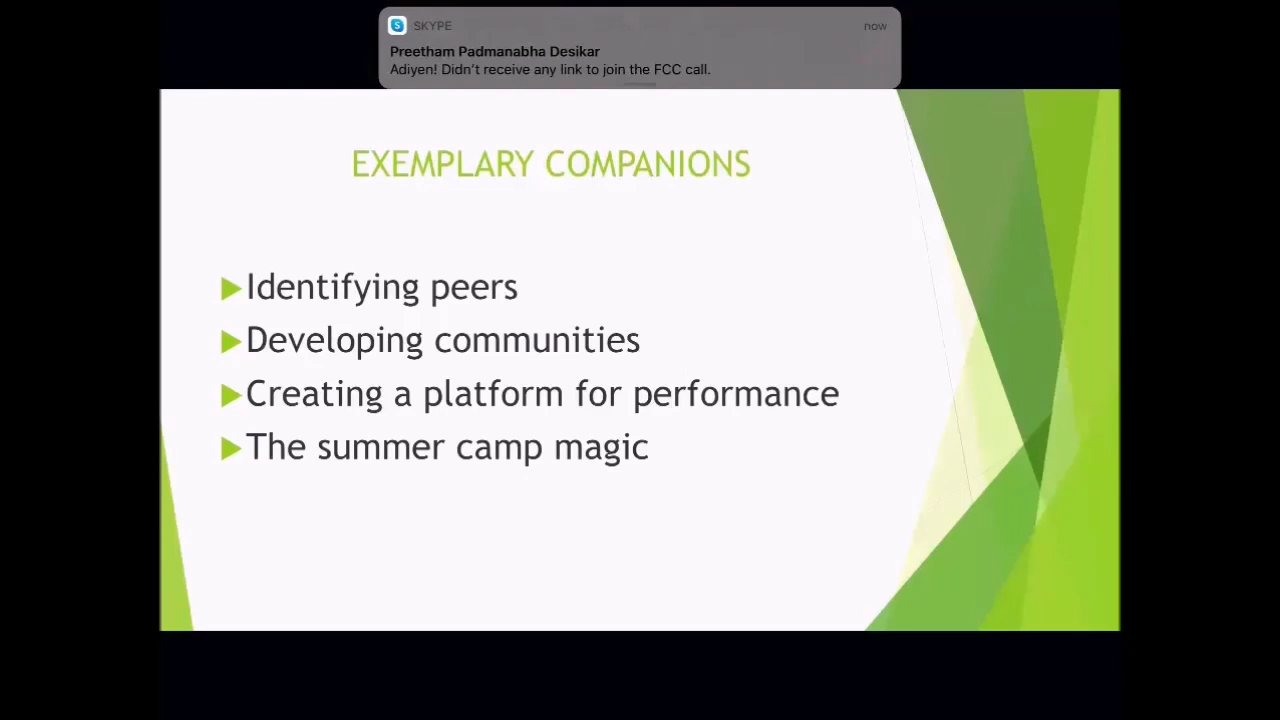 SKYPE
now
Preetham Padmanabha Desikar
Adiyen! Didn't receive any link to join the FCC call.
EXEMPLARY COMPANIONS
Identifying peers
Developing communities
Creating a platform for performance
The summer camp magic